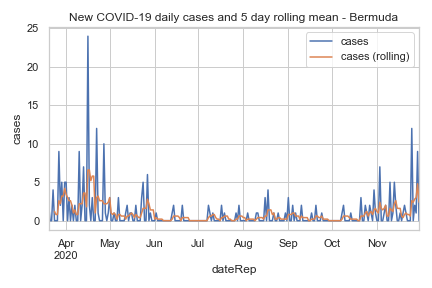 New COVID-19 daily cases and 5 day rolling mean - Bermuda
cases
cases (rolling)
25
20
15
10
5
0
cases
Apr May Jun Jul Aug Sep Oct Nov
2020
dateRep